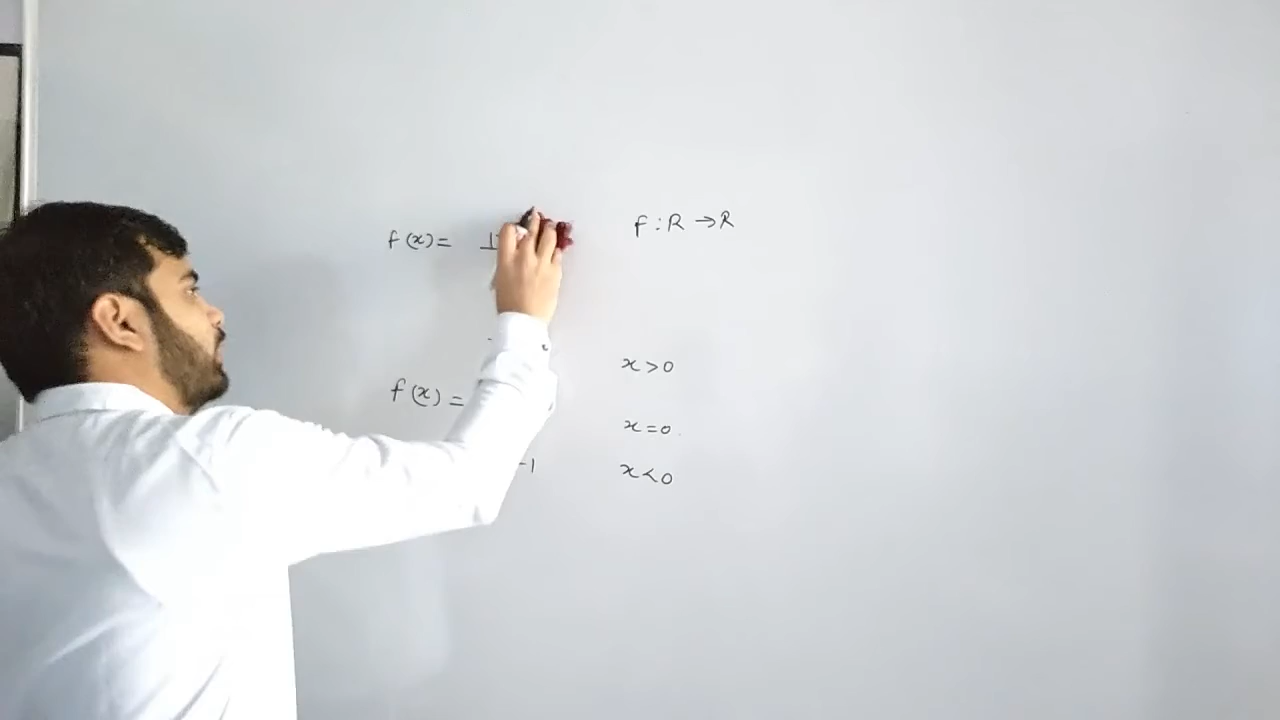 f(x) = f : R → R
x > 0
f(x) =
x = 0
-1 x < 0